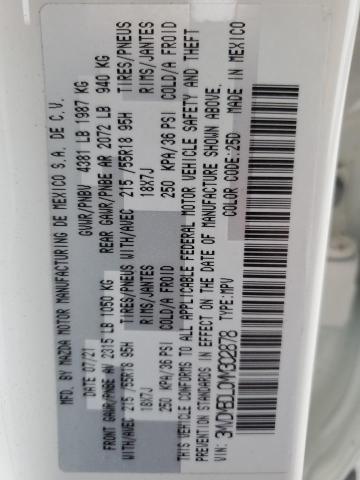 MFD. BY MAZDA MOTOR MANUFACTURING DE MEXICO S.A. DE C.V.
DATE 07/21 GVWR/PNBV 4381 LB 1987 KG
FRONT GAWR/PNBE AV 2315 LB 1050 KG REAR GAWR/PNBE AR 2072 LB 940 KG
WITH/AVEC 215 /55R18 95H TIRES/PNEUS WITH/AVEC 215 /55R18 95H TIRES/PNEUS
18X7J RIMS/JANTES 18X7J RIMS/JANTES
250 KPA/36 PSI COLD/A FROID 250 KPA/36 PSI COLD/A FROID
THIS VEHICLE CONFORMS TO ALL APPLICABLE FEDERAL MOTOR VEHICLE SAFETY AND THEFT
PREVENTION STANDARDS IN EFFECT ON THE DATE OF MANUFACTURE SHOWN ABOVE.
COLOR CODE:25D MADE IN MEXICO
VIN: TYPE:MPV